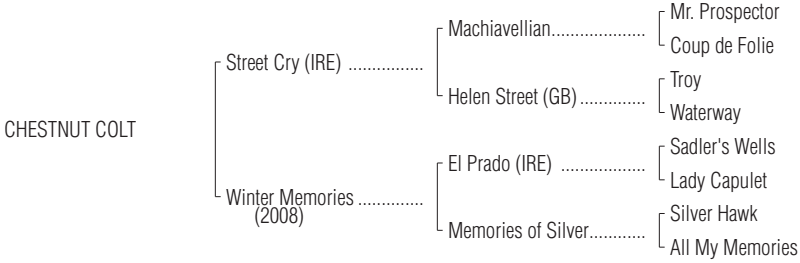 Mr. Prospector
Machiavellian....................
Coup de Folie
Street Cry (IRE) ................
Troy
Helen Street (GB)..............
Waterway
CHESTNUT COLT
Sadler's Wells
El Prado (IRE) ..................
Lady Capulet
Winter Memories ..............
(2008)
Silver Hawk
Memories of Silver............
All My Memories